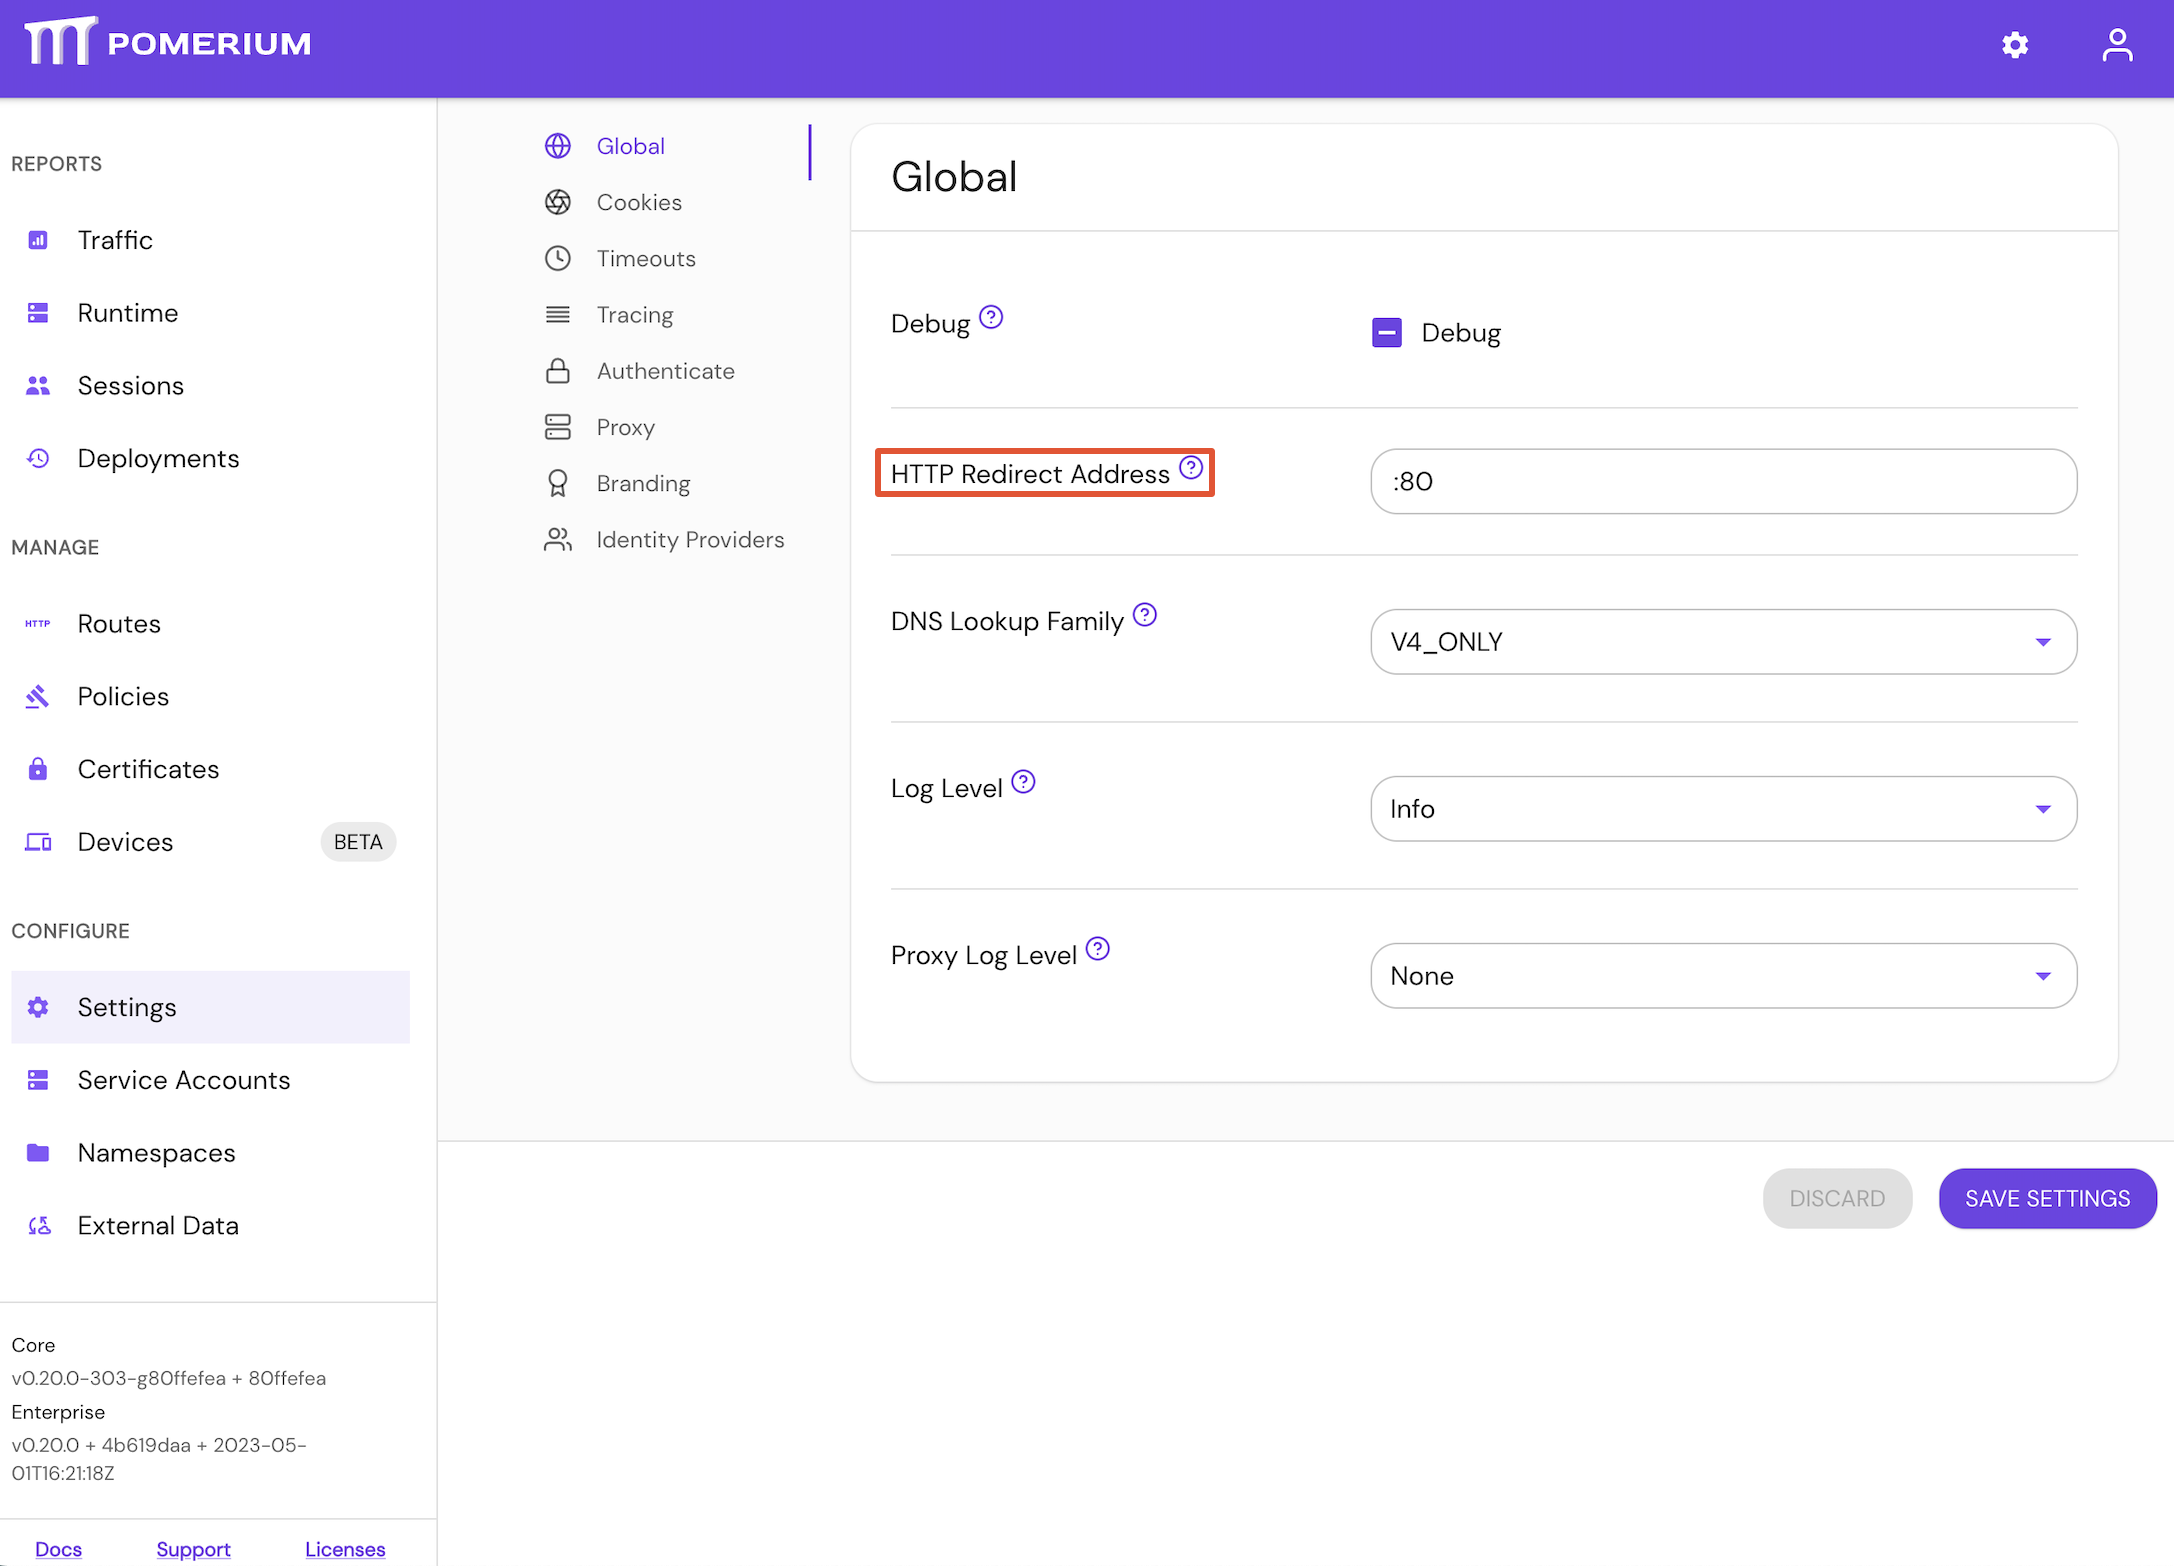 POMERIUM
REPORTS
Traffic
Runtime
Sessions
Deployments
MANAGE
HTTP Routes
Policies
Certificates
Devices BETA
CONFIGURE
Settings
Service Accounts
Namespaces
External Data
Core
v0.20.0-303-g80ffefea + 80ffefea
Enterprise
v0.20.0 + 4b619daa + 2023-05-
01T16:21:18Z
Docs Support Licenses
Global
Cookies
Timeouts
Tracing
Authenticate
Proxy
Branding
Identity Providers
Global
Debug ? Debug
HTTP Redirect Address ? :80
DNS Lookup Family ? V4_ONLY
Log Level ? Info
Proxy Log Level ? None
DISCARD SAVE SETTINGS